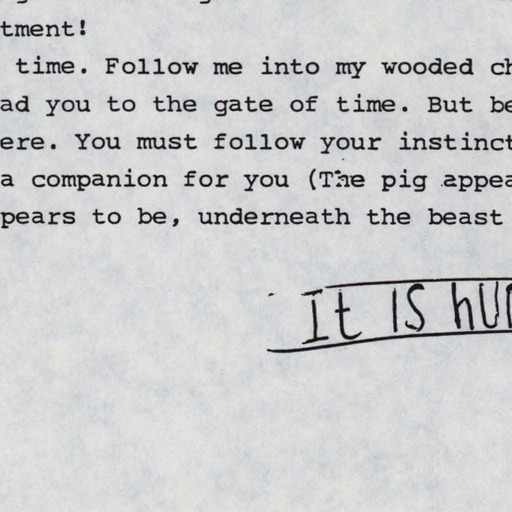 tment!
time. Follow me into my wooded ch
ad you to the gate of time. But be
ere. You must follow your instinct
a companion for you (The pig appea
pears to be, underneath the beast
It IS hU